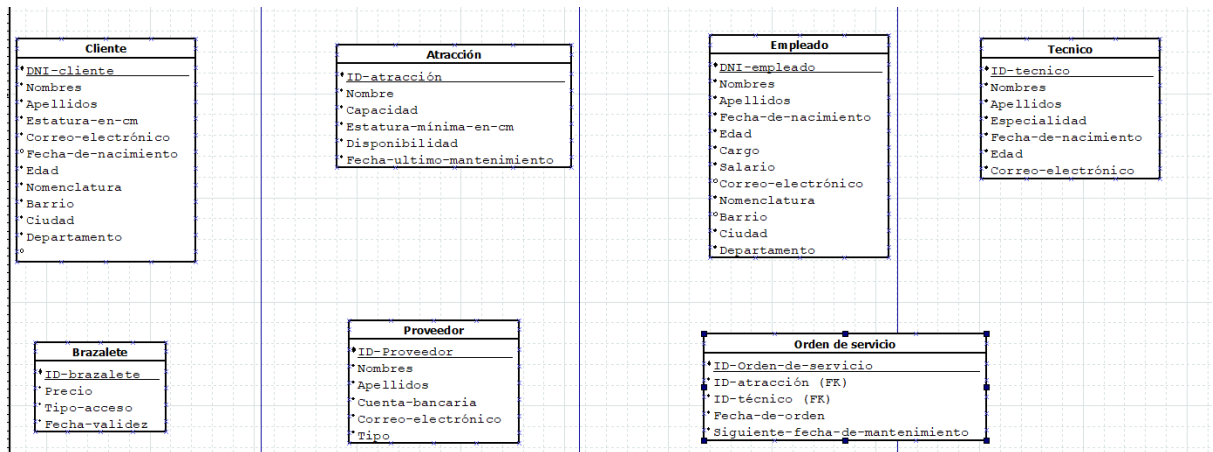 Cliente
DNI-cliente
Nombres
Apellidos
Estatura-en-cm
Correo-electrónico
Fecha-de-nacimiento
Edad
Nomenclatura
Barrio
Ciudad
Departamento
Atracción
ID-atracción
Nombre
Capacidad
Estatura-mínima-en-cm
Disponibilidad
Fecha-ultimo-mantenimiento
Empleado
DNI-empleado
Nombres
Apellidos
Fecha-de-nacimiento
Edad
Cargo
Salario
Correo-electrónico
Nomenclatura
Barrio
Ciudad
Departamento
Tecnico
ID-tecnico
Nombres
Apellidos
Especialidad
Fecha-de-nacimiento
Edad
Correo-electrónico
Brazalete
ID-brazalete
Precio
Tipo-acceso
Fecha-validez
Proveedor
ID-Proveedor
Nombres
Apellidos
Cuenta-bancaria
Correo-electrónico
Tipo
Orden de servicio
ID-Orden-de-servicio
ID-atracción (FK)
ID-técnico (FK)
Fecha-de-orden
Siguiente-fecha-de-mantenimiento